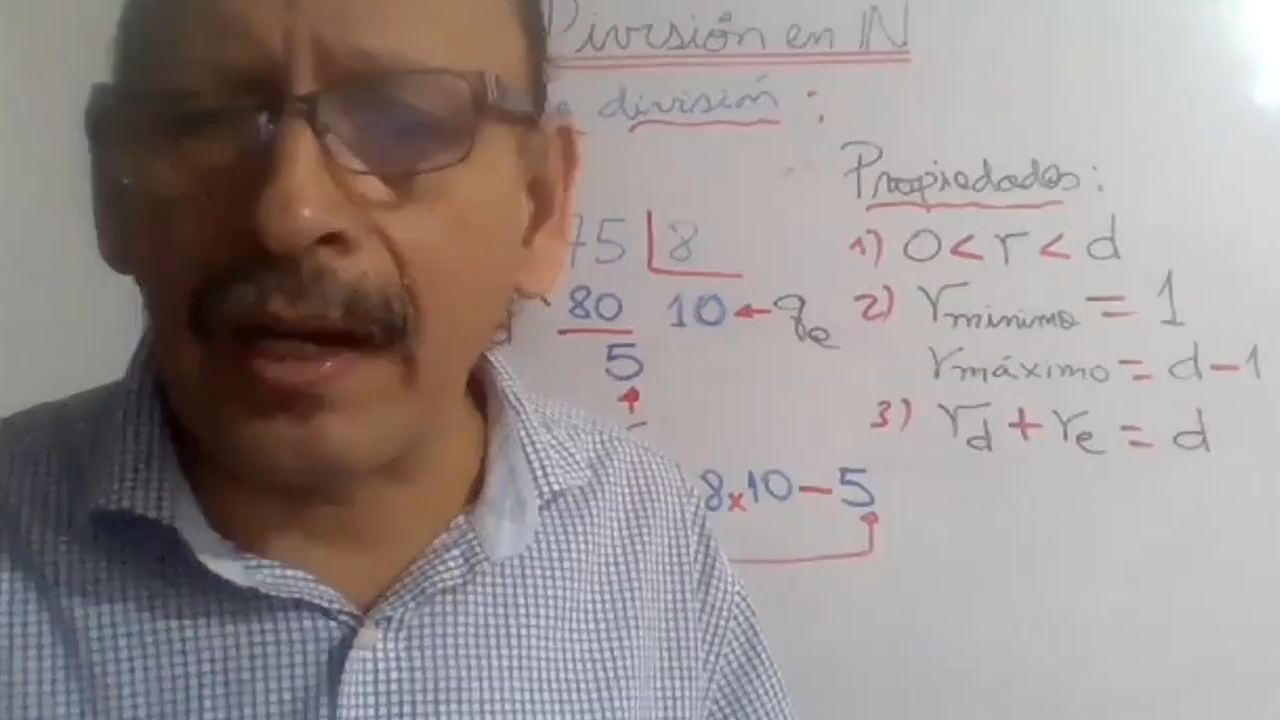 División en N
división :
75 8
80 10 ← qe
5
8x10-5
Propiedades:
1) 0 < r < d
2) rmínimo = 1
rmáximo = d-1
3) rd + re = d